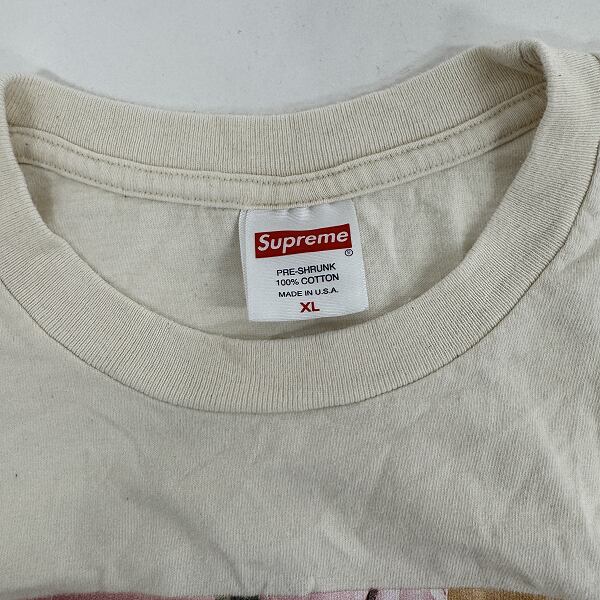 Supreme
®
PRE-SHRUNK
100% COTTON
MADE IN U.S.A.
XL